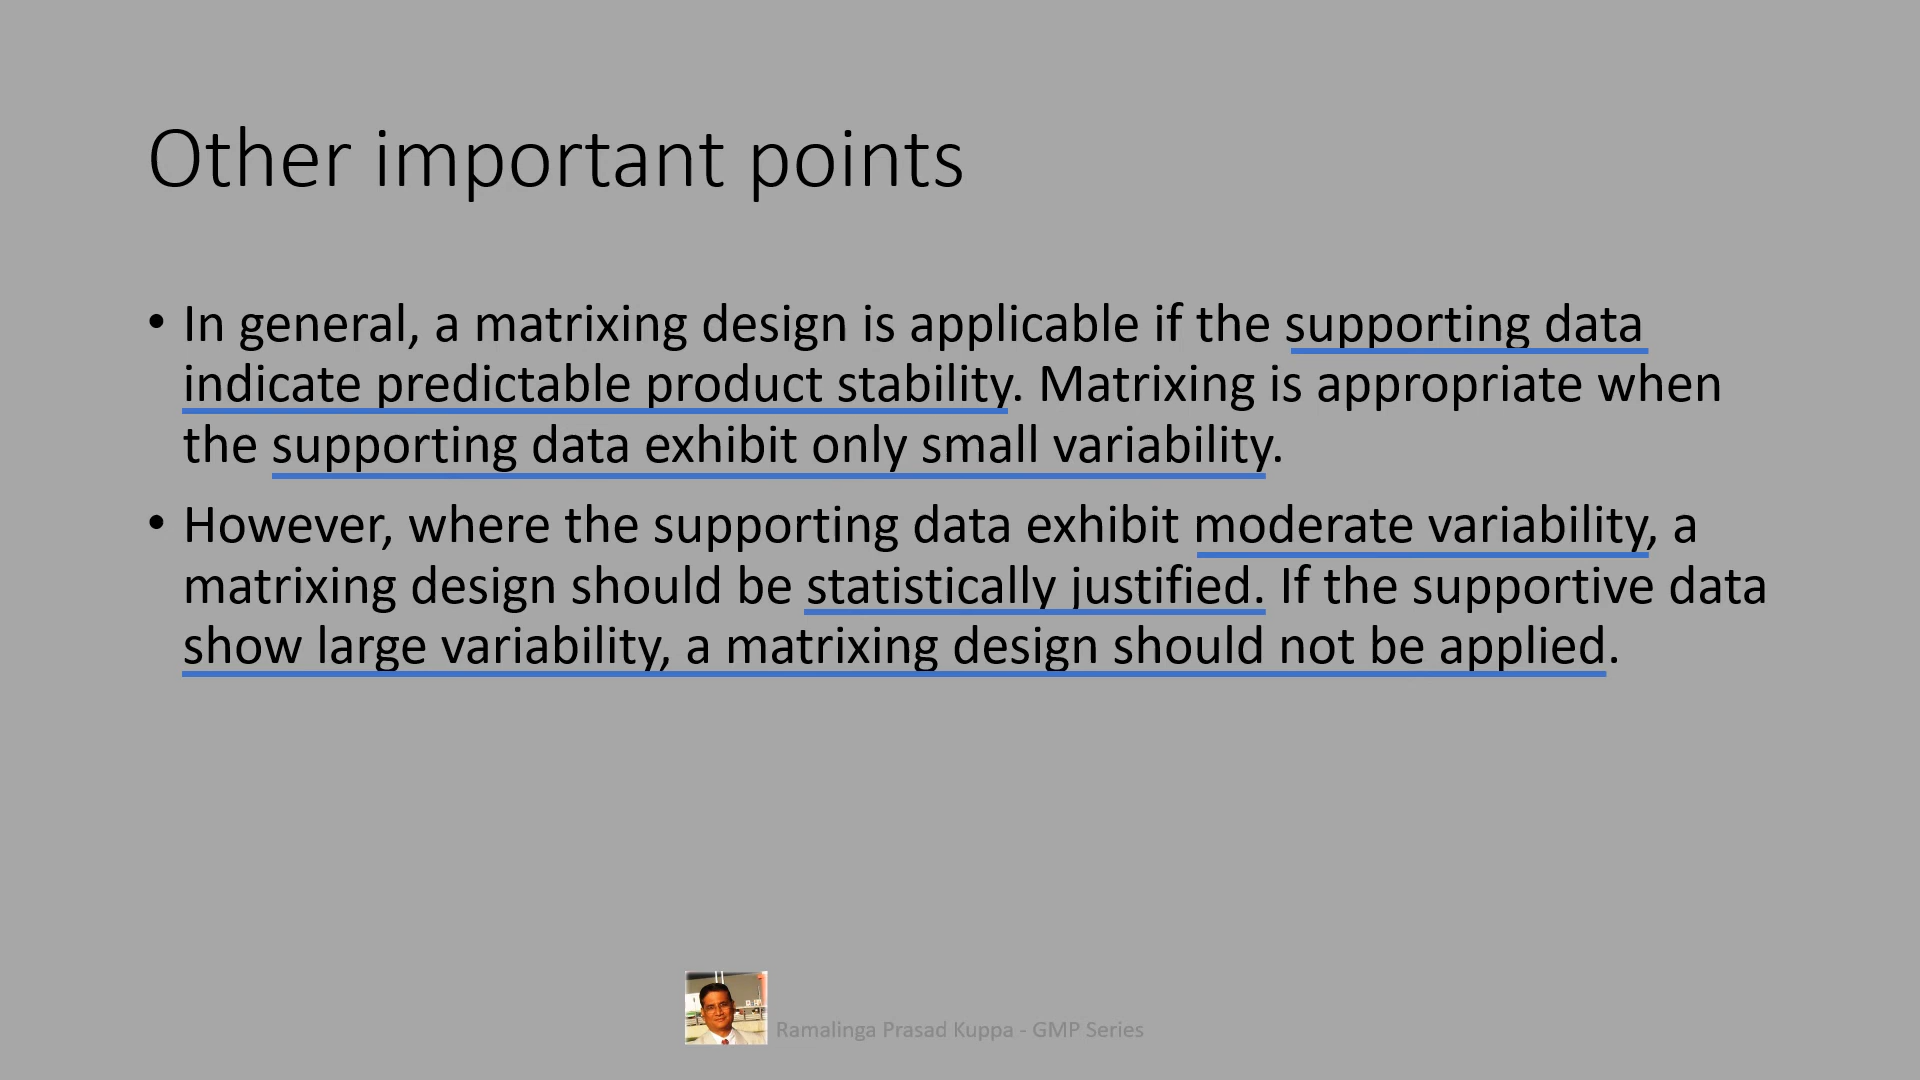 Other important points
• In general, a matrixing design is applicable if the supporting data
indicate predictable product stability. Matrixing is appropriate when
the supporting data exhibit only small variability.
• However, where the supporting data exhibit moderate variability, a
matrixing design should be statistically justified. If the supportive data
show large variability, a matrixing design should not be applied.
Ramalinga Prasad Kuppa - GMP Series